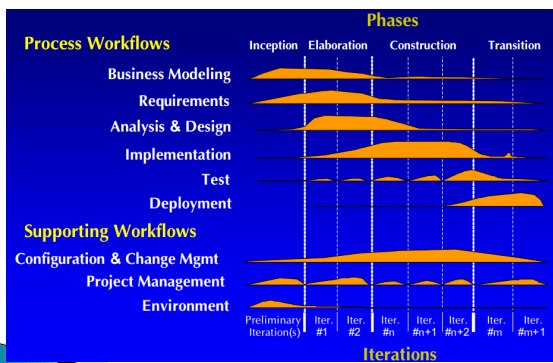 Phases
Process Workflows
Inception Elaboration Construction Transition
Business Modeling
Requirements
Analysis & Design
Implementation
Test
Deployment
Supporting Workflows
Configuration & Change Mgmt
Project Management
Environment
Preliminary Iteration(s)
Iter. #1
Iter. #2
Iter. #n
Iter. #n+1
Iter. #n+2
Iter. #m
Iter. #m+1
Iterations